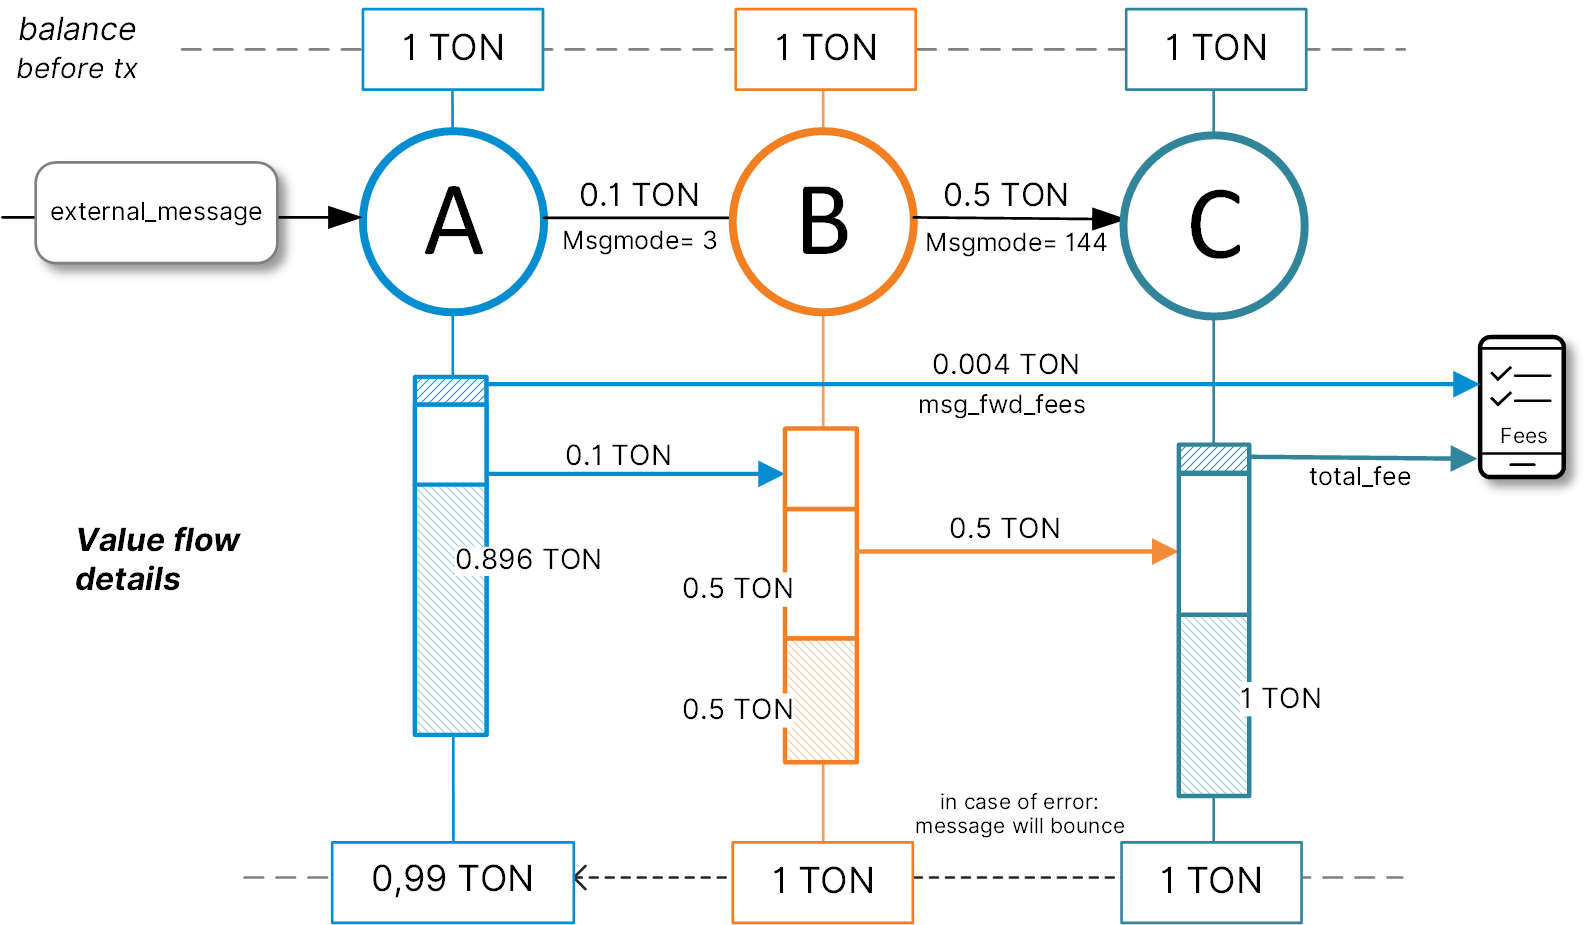 balance
before tx
1 TON
1 TON
1 TON
external_message
A
0.1 TON
Msgmode= 3
B
0.5 TON
Msgmode= 144
C
0.004 TON
msg_fwd_fees
Fees
0.1 TON
total_fee
0.5 TON
Value flow
details
0.896 TON
0.5 TON
0.5 TON
1 TON
in case of error:
message will bounce
0,99 TON
1 TON
1 TON